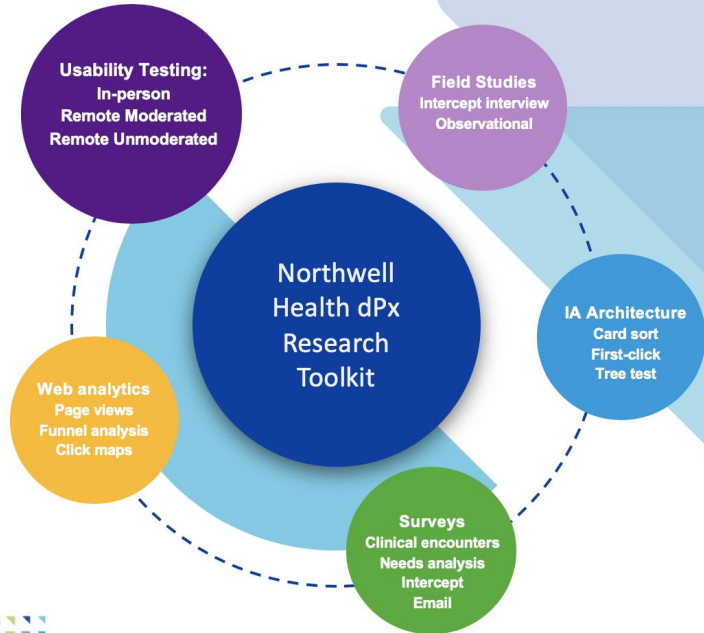 Usability Testing:
In-person
Remote Moderated
Remote Unmoderated
Field Studies
Intercept interview
Observational
Northwell
Health dPx
Research
Toolkit
IA Architecture
Card sort
First-click
Tree test
Web analytics
Page views
Funnel analysis
Click maps
Surveys
Clinical encounters
Needs analysis
Intercept
Email